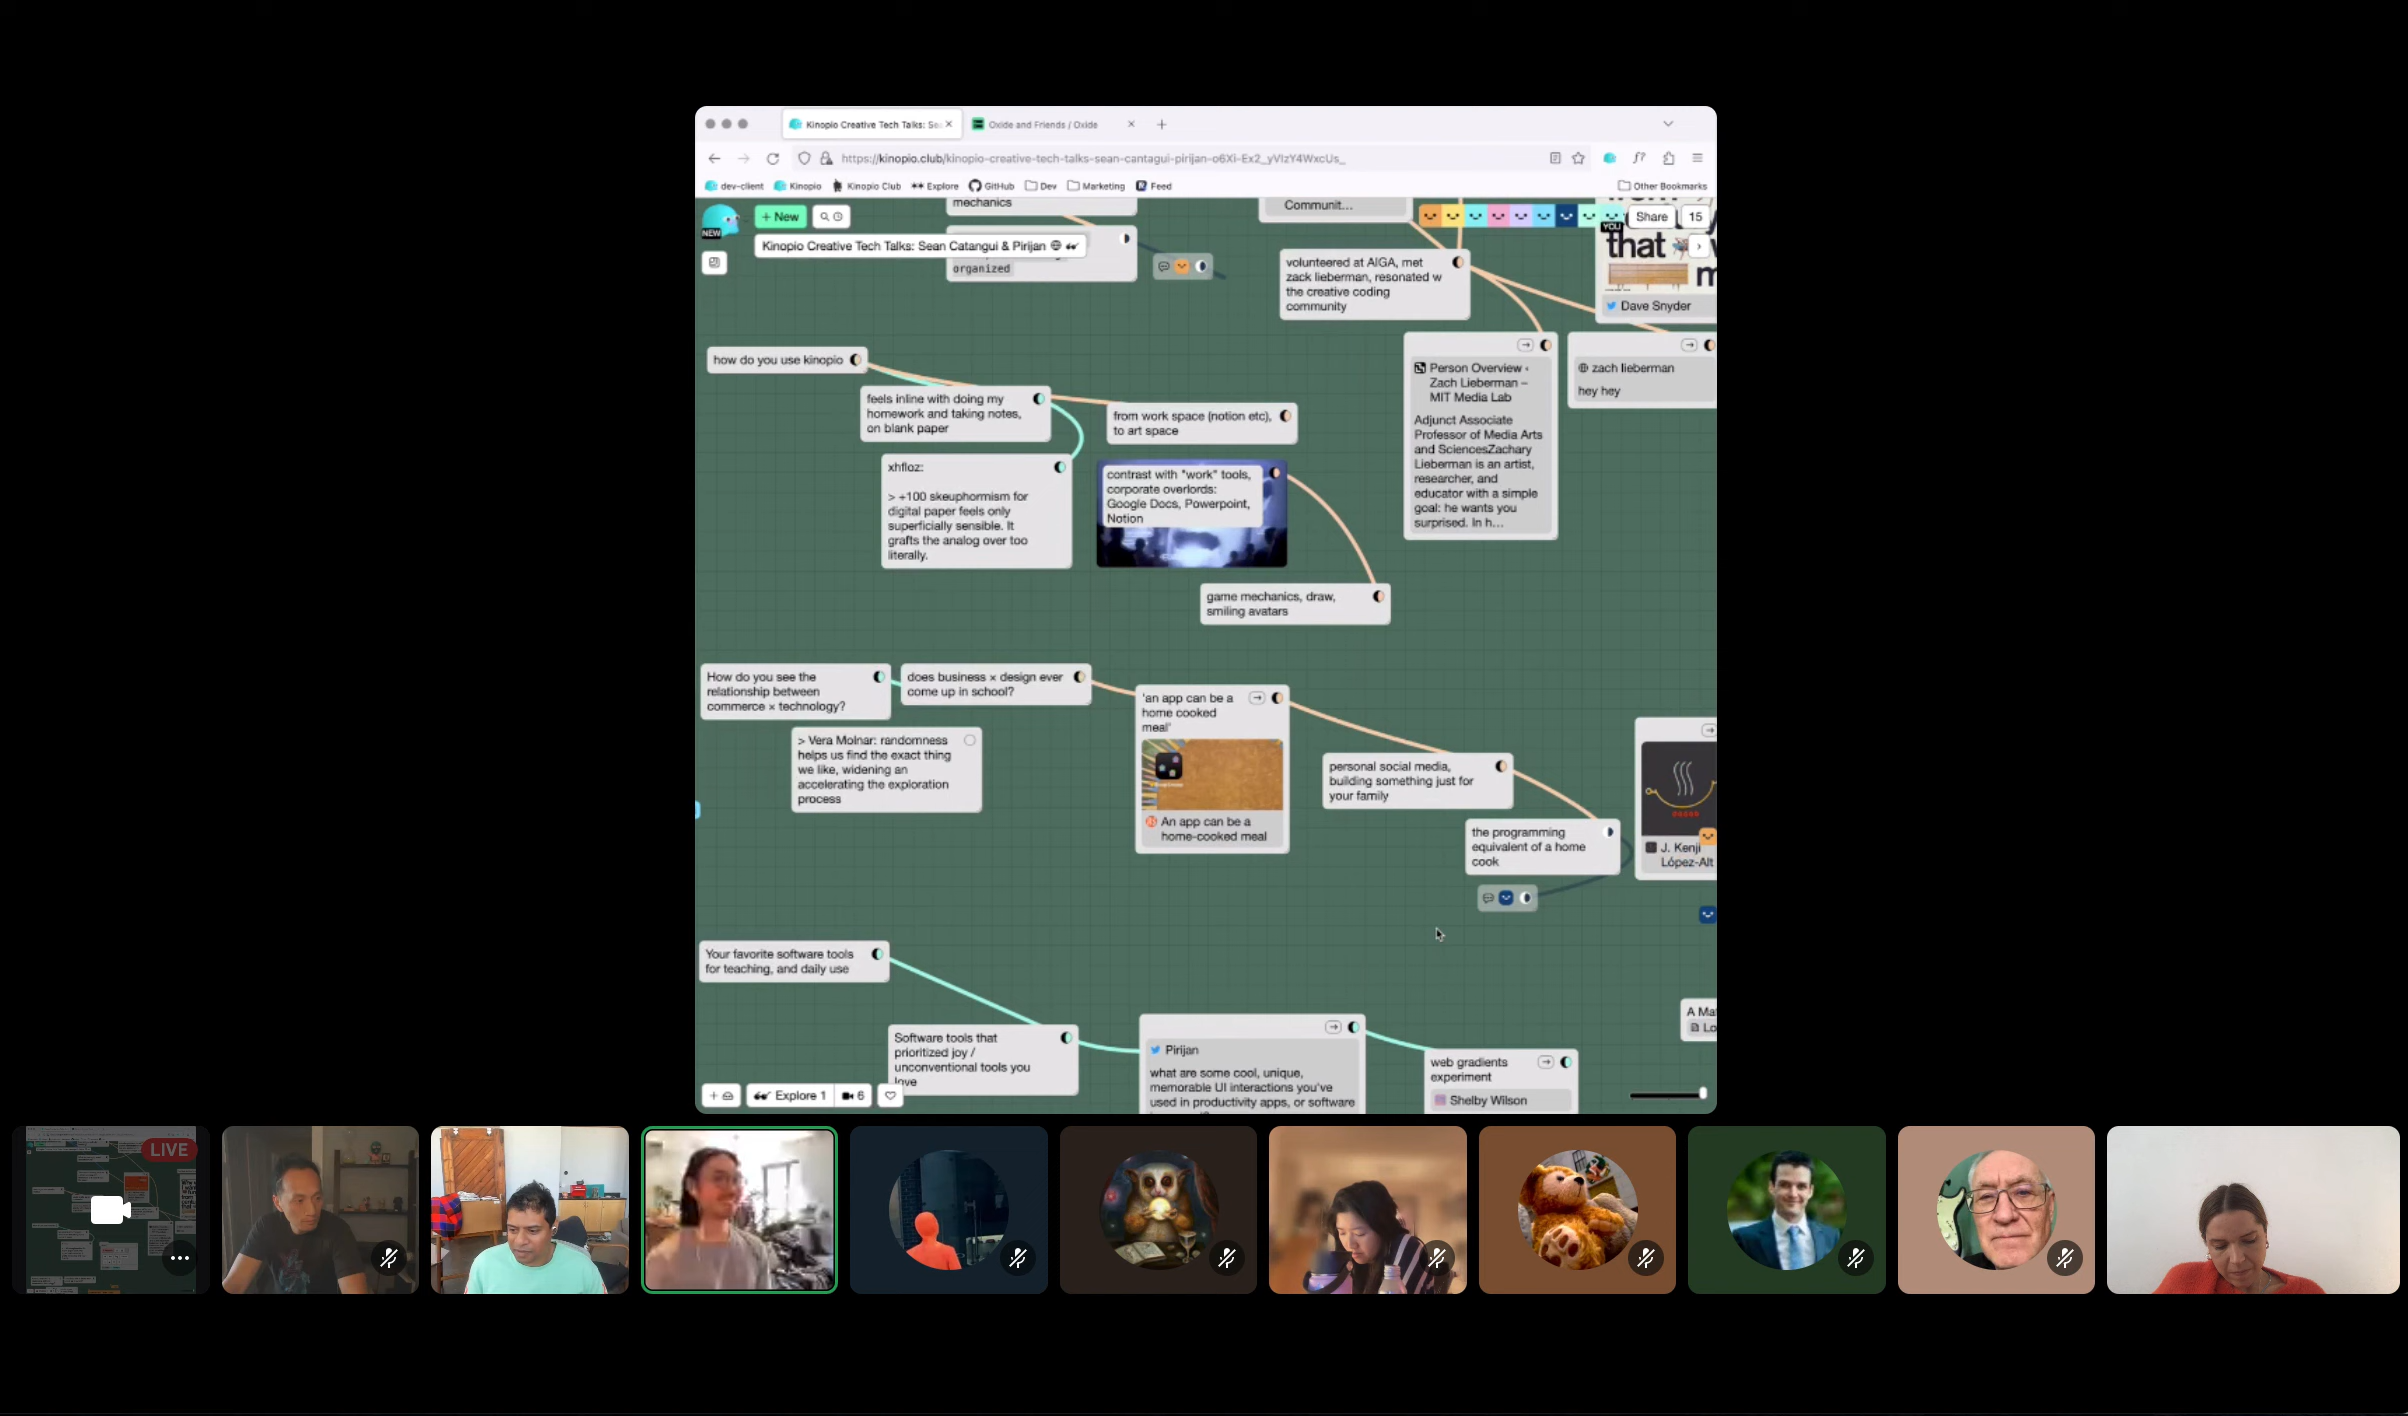 Kinopio Creative Tech Talks: Se
Oxide and Friends / Oxide
https://kinopio.club/kinopio-creative-tech-talks-sean-cantagui-pirijan-o6Xi-Ex2_yVIzY4WxcUs_
dev-client
Kinopio
Kinopio Club
Explore
GitHub
Dev
Marketing
Feed
Other Bookmarks
NEW
+ New
Kinopio Creative Tech Talks: Sean Catangui & Pirijan
mechanics
organized
Communit...
Share
15
YOU
that
Dave Snyder
volunteered at AIGA, met
zack lieberman, resonated w
the creative coding
community
how do you use kinopio
feels inline with doing my
homework and taking notes,
on blank paper
from work space (notion etc),
to art space
xhfloz:
> +100 skeuphormism for
digital paper feels only
superficially sensible. It
grafts the analog over too
literally.
contrast with "work" tools,
corporate overlords:
Google Docs, Powerpoint,
Notion
game mechanics, draw,
smiling avatars
Person Overview ‹
Zach Lieberman –
MIT Media Lab
Adjunct Associate
Professor of Media Arts
and SciencesZachary
Lieberman is an artist,
researcher, and
educator with a simple
goal: he wants you
surprised. In h...
zach lieberman
hey hey
How do you see the
relationship between
commerce × technology?
does business × design ever
come up in school?
> Vera Molnar: randomness
helps us find the exact thing
we like, widening an
accelerating the exploration
process
'an app can be a
home cooked
meal'
An app can be a
home-cooked meal
personal social media,
building something just for
your family
the programming
equivalent of a home
cook
J. Kenji
López-Alt
Your favorite software tools
for teaching, and daily use
Software tools that
prioritized joy /
unconventional tools you
love
Pirijan
what are some cool, unique,
memorable UI interactions you've
used in productivity apps, or software
web gradients
experiment
Shelby Wilson
A Ma
Lo
Explore 1
6
LIVE